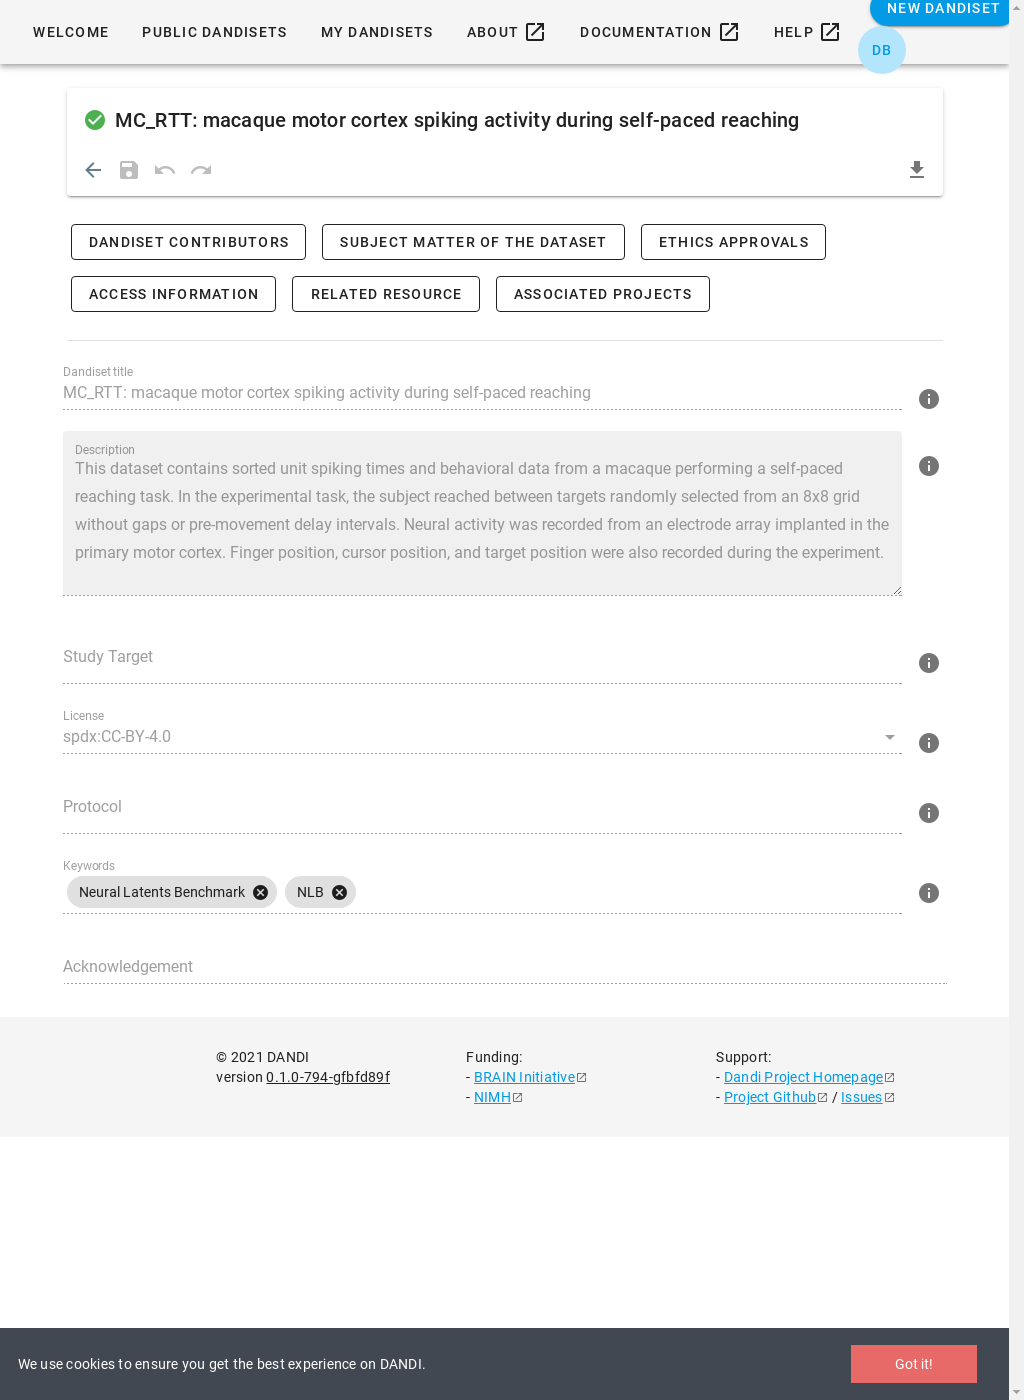 WELCOME PUBLIC DANDISETS MY DANDISETS ABOUT DOCUMENTATION HELP NEW DANDISET
DB
MC_RTT: macaque motor cortex spiking activity during self-paced reaching
DANDISET CONTRIBUTORS SUBJECT MATTER OF THE DATASET ETHICS APPROVALS
ACCESS INFORMATION RELATED RESOURCE ASSOCIATED PROJECTS
Dandiset title
MC_RTT: macaque motor cortex spiking activity during self-paced reaching
Description
This dataset contains sorted unit spiking times and behavioral data from a macaque performing a self-paced
reaching task. In the experimental task, the subject reached between targets randomly selected from an 8x8 grid
without gaps or pre-movement delay intervals. Neural activity was recorded from an electrode array implanted in the
primary motor cortex. Finger position, cursor position, and target position were also recorded during the experiment.
Study Target
License
spdx:CC-BY-4.0
Protocol
Keywords
Neural Latents Benchmark NLB
Acknowledgement
© 2021 DANDI Funding: Support:
version 0.1.0-794-gfbfd89f - BRAIN Initiative - Dandi Project Homepage
- NIMH - Project Github / Issues
We use cookies to ensure you get the best experience on DANDI. Got it!